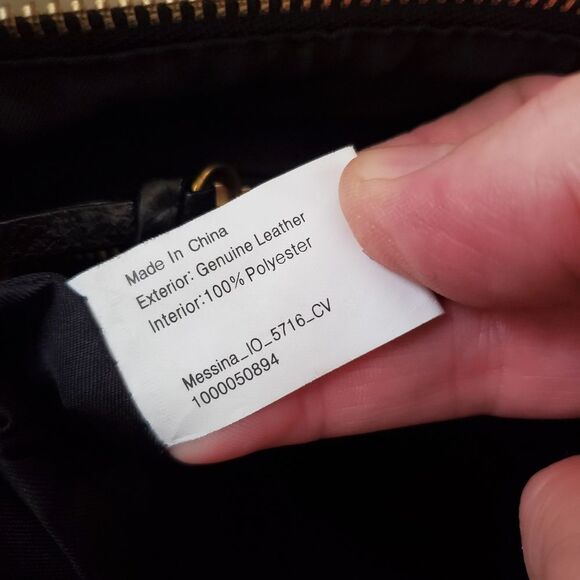 Made In China
Exterior: Genuine Leather
Interior:100% Polyester
Messina_IO_5716_CV
1000050894